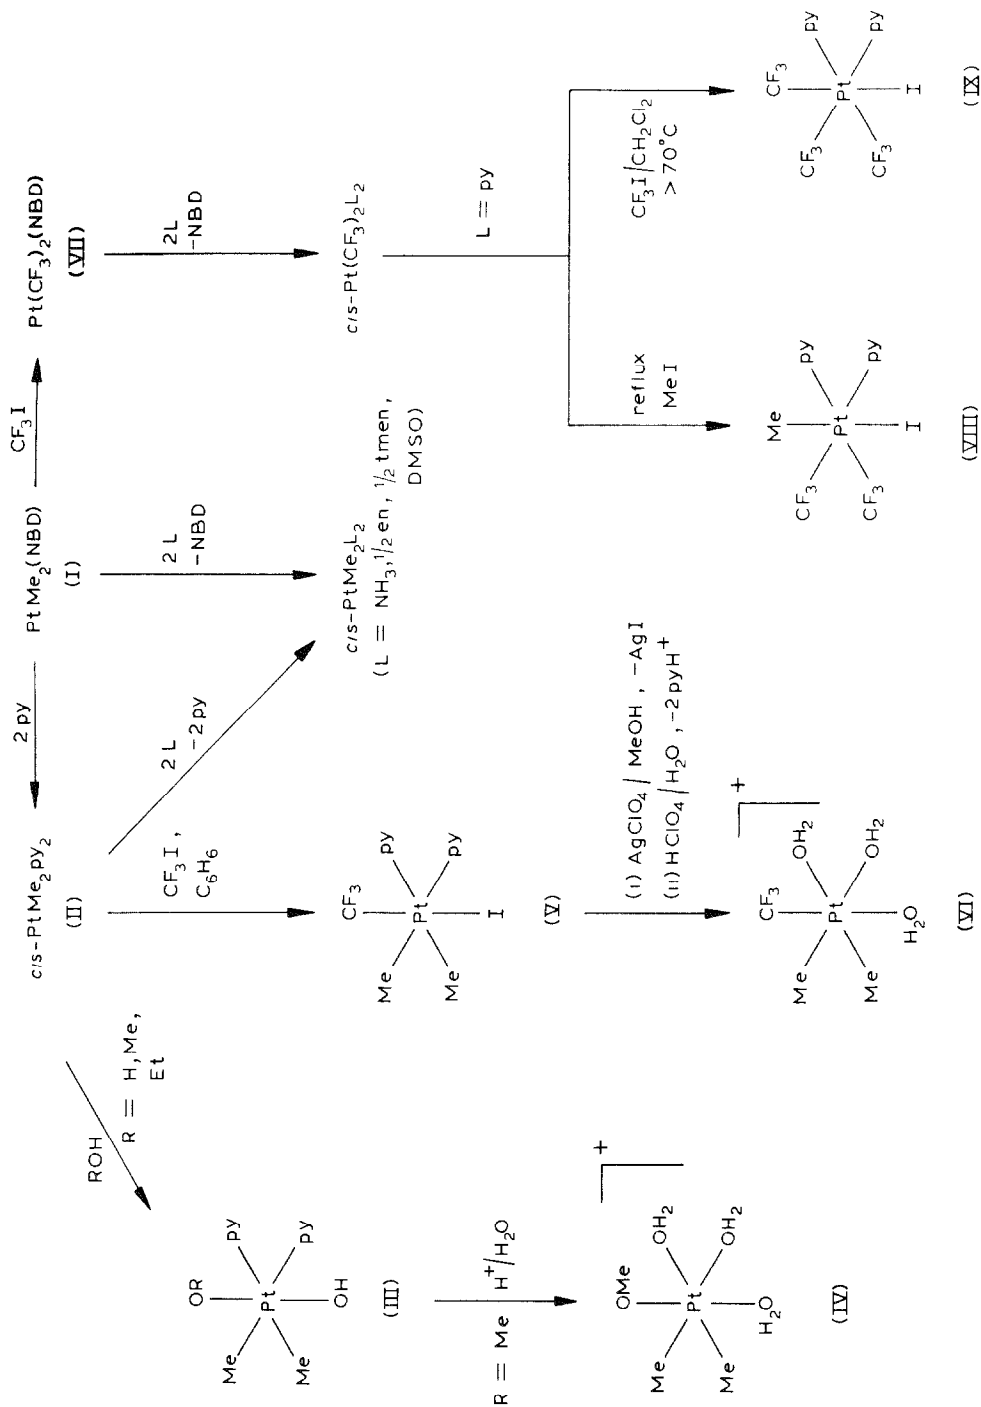 cis-PtMe2py2
(II)
2py
PtMe2(NBD)
(I)
CF3I
Pt(CF3)2(NBD)
(VII)
ROH
R = H,Me,
Et
CF3I,
C6H6
2L
-2py
2L
-NBD
2L
-NBD
OR
Me
Me
Pt
py
py
OH
(III)
CF3
Me
Me
Pt
py
py
I
(V)
cis-PtMe2L2
(L = NH3,1/2 en, 1/2 tmen,
DMSO)
cis-Pt(CF3)2L2
L = py
R = Me
H+/H2O
(i) AgClO4/MeOH, -AgI
(ii) HClO4/H2O, -2pyH+
reflux
MeI
CF3I/CH2Cl2
> 70°C
OMe
Me
Me
Pt
OH2
OH2
H2O
+
(IV)
CF3
Me
Me
Pt
OH2
OH2
H2O
+
(VI)
Me
CF3
CF3
Pt
py
py
I
(VIII)
CF3
CF3
CF3
Pt
py
py
I
(IX)